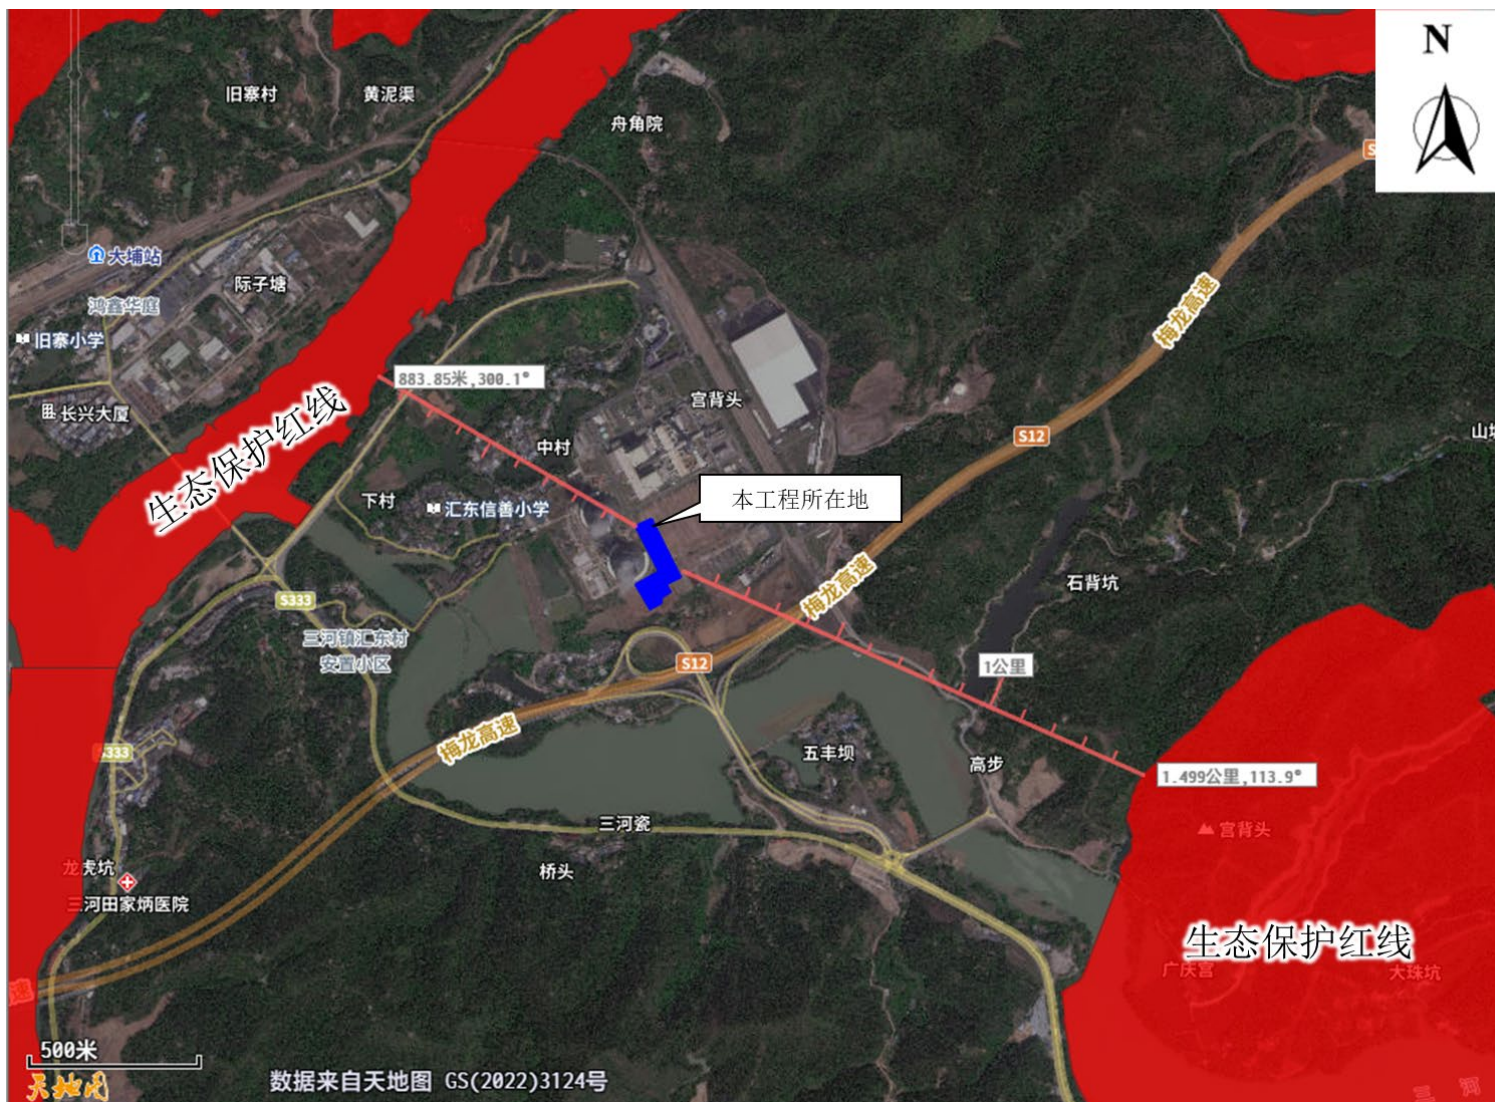 N
旧寨村
黄泥渠
舟角院
大埔站
际子塘
鸿鑫华庭
旧寨小学
梅龙高速
883.85米,300.1°
宫背头
长兴大厦
生态保护红线
S12
中村
下村
汇东信善小学
本工程所在地
梅龙高速
石背坑
S333
三河镇汇东村
安置小区
S12
1公里
梅龙高速
S333
五丰坝
高步
1.499公里,113.9°
三河瓷
宫背头
龙虎坑
桥头
三河田家炳医院
生态保护红线
广庆宫
大珠坑
速
500米
天地图
数据来自天地图 GS(2022)3124号
三 河